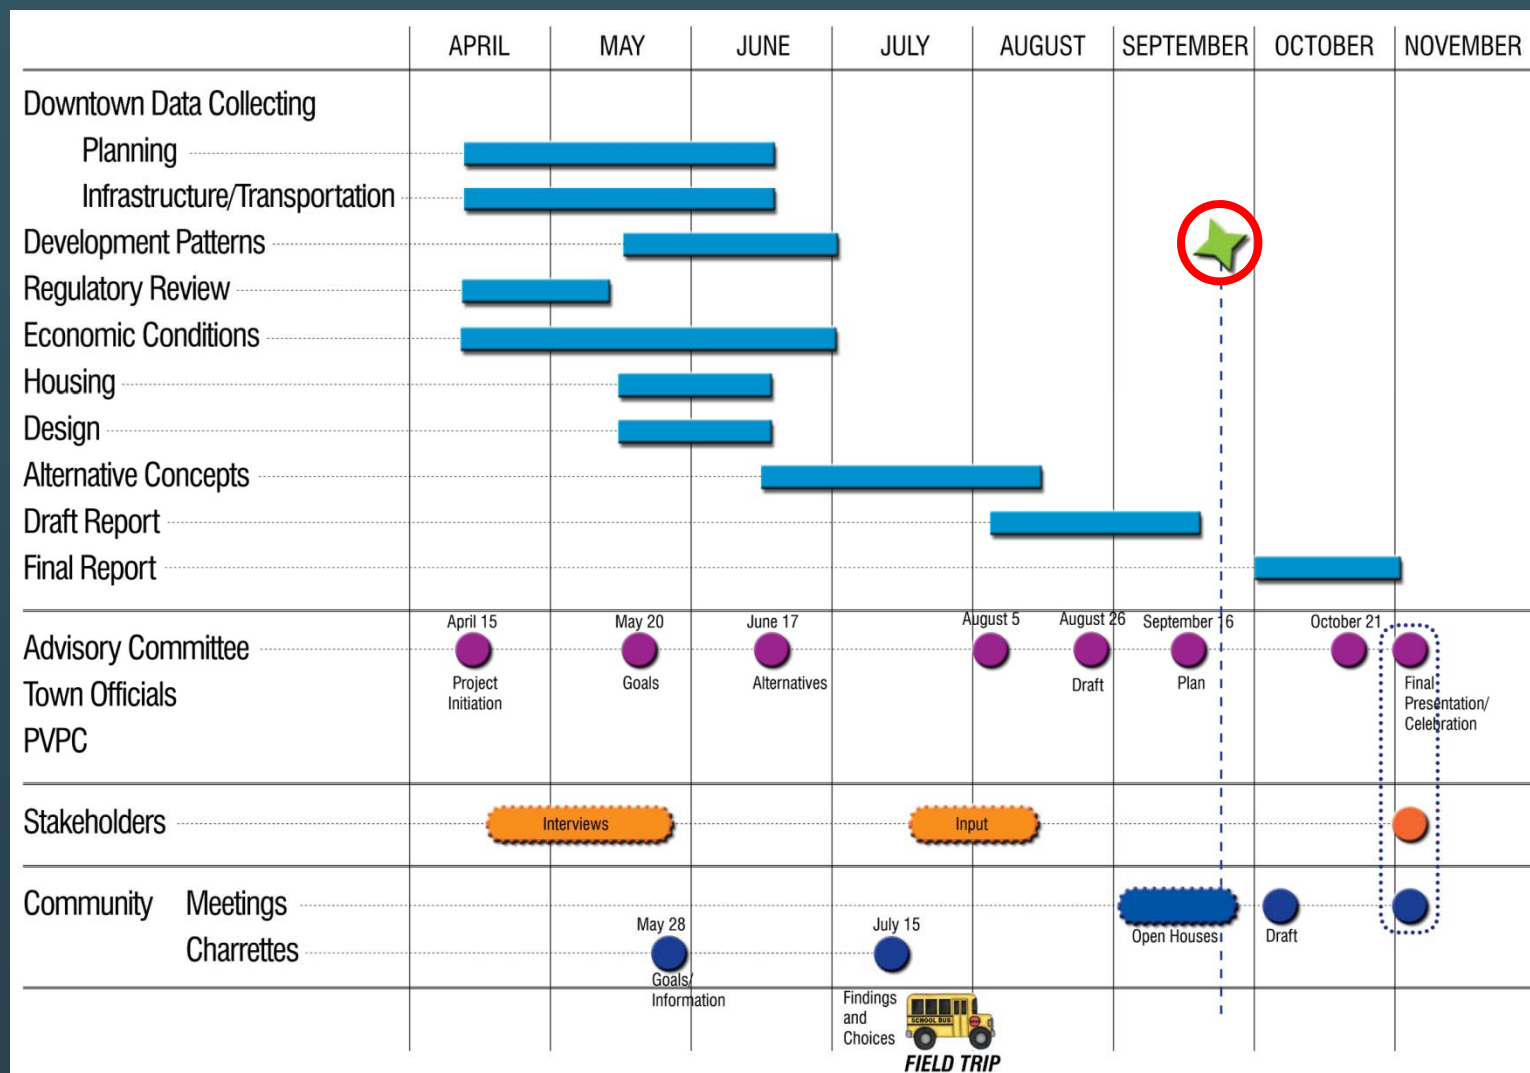 APRIL MAY JUNE JULY AUGUST SEPTEMBER OCTOBER NOVEMBER
Downtown Data Collecting
Planning
Infrastructure/Transportation
Development Patterns
Regulatory Review
Economic Conditions
Housing
Design
Alternative Concepts
Draft Report
Final Report
April 15 May 20 June 17 August 5 August 26 September 16 October 21
Advisory Committee
Project Goals Alternatives Draft Plan Final
Initiation Presentation/
Celebration
Town Officials
PVPC
Stakeholders Interviews Input
Community Meetings
Open Houses Draft
May 28 July 15
Charrettes
Goals/
Information
Findings
and
Choices
SCHOOL BUS
FIELD TRIP